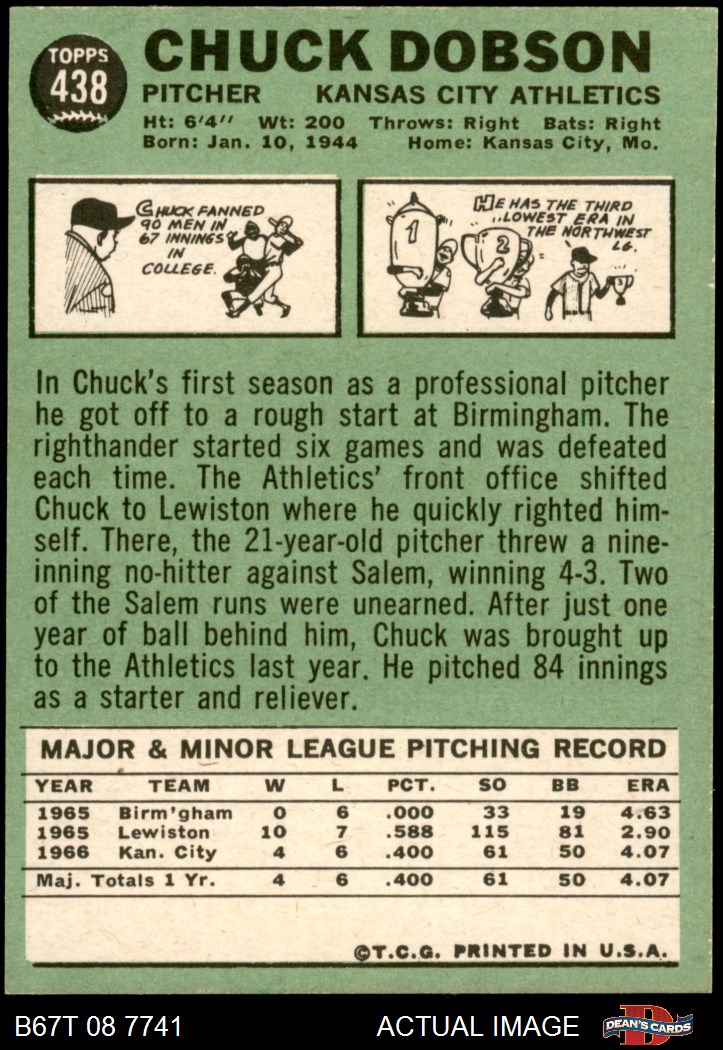 TOPPS
438
CHUCK DOBSON
PITCHER KANSAS CITY ATHLETICS
Ht: 6'4" Wt: 200 Throws: Right Bats: Right
Born: Jan. 10, 1944 Home: Kansas City, Mo.
CHUCK FANNED
90 MEN IN
67 INNINGS
IN
COLLEGE.
1
2
HE HAS THE THIRD
LOWEST ERA IN
THE NORTHWEST
LG.
In Chuck's first season as a professional pitcher
he got off to a rough start at Birmingham. The
righthander started six games and was defeated
each time. The Athletics' front office shifted
Chuck to Lewiston where he quickly righted him-
self. There, the 21-year-old pitcher threw a nine-
inning no-hitter against Salem, winning 4-3. Two
of the Salem runs were unearned. After just one
year of ball behind him, Chuck was brought up
to the Athletics last year. He pitched 84 innings
as a starter and reliever.
MAJOR & MINOR LEAGUE PITCHING RECORD
YEAR TEAM W L PCT. SO BB ERA
1965 Birm'gham 0 6 .000 33 19 4.63
1965 Lewiston 10 7 .588 115 81 2.90
1966 Kan. City 4 6 .400 61 50 4.07
Maj. Totals 1 Yr. 4 6 .400 61 50 4.07
©T.C.G. PRINTED IN U.S.A.
B67T 08 7741 ACTUAL IMAGE
D
DEAN'S CARDS